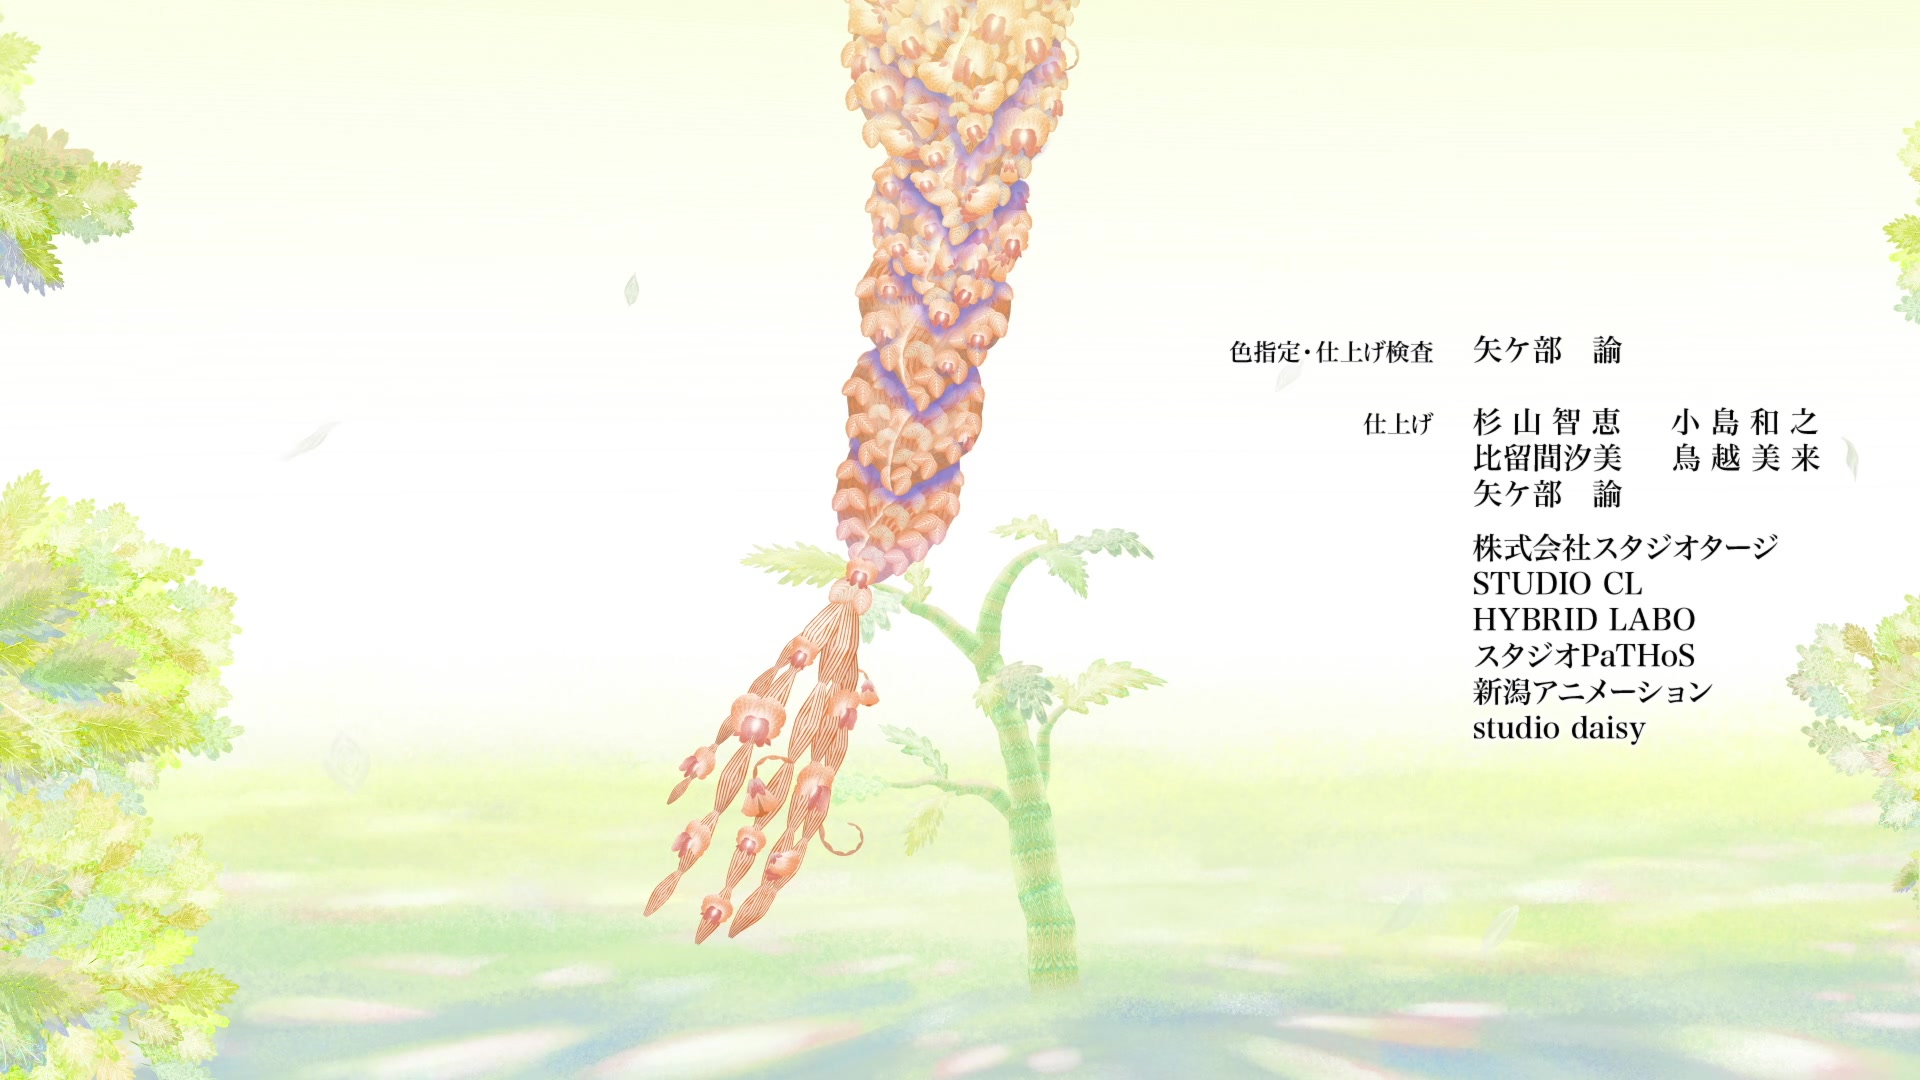 色指定・仕上げ検査　矢ケ部　諭
仕上げ　杉山智恵　小島和之
比留間汐美　鳥越美来
矢ケ部　諭
株式会社スタジオタージ
STUDIO CL
HYBRID LABO
スタジオPaTHoS
新潟アニメーション
studio daisy